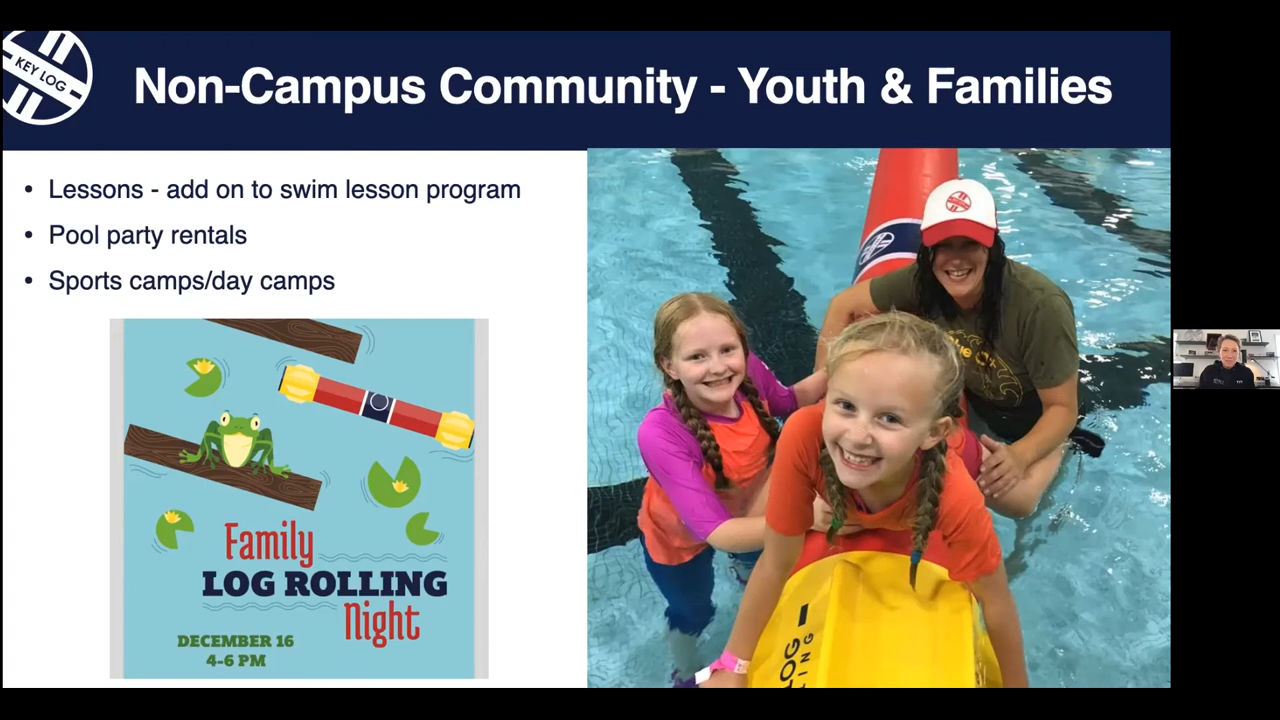 KEY LOG
Non-Campus Community - Youth & Families
• Lessons - add on to swim lesson program
• Pool party rentals
• Sports camps/day camps
Family
LOG ROLLING
Night
DECEMBER 16
4-6 PM
LOG